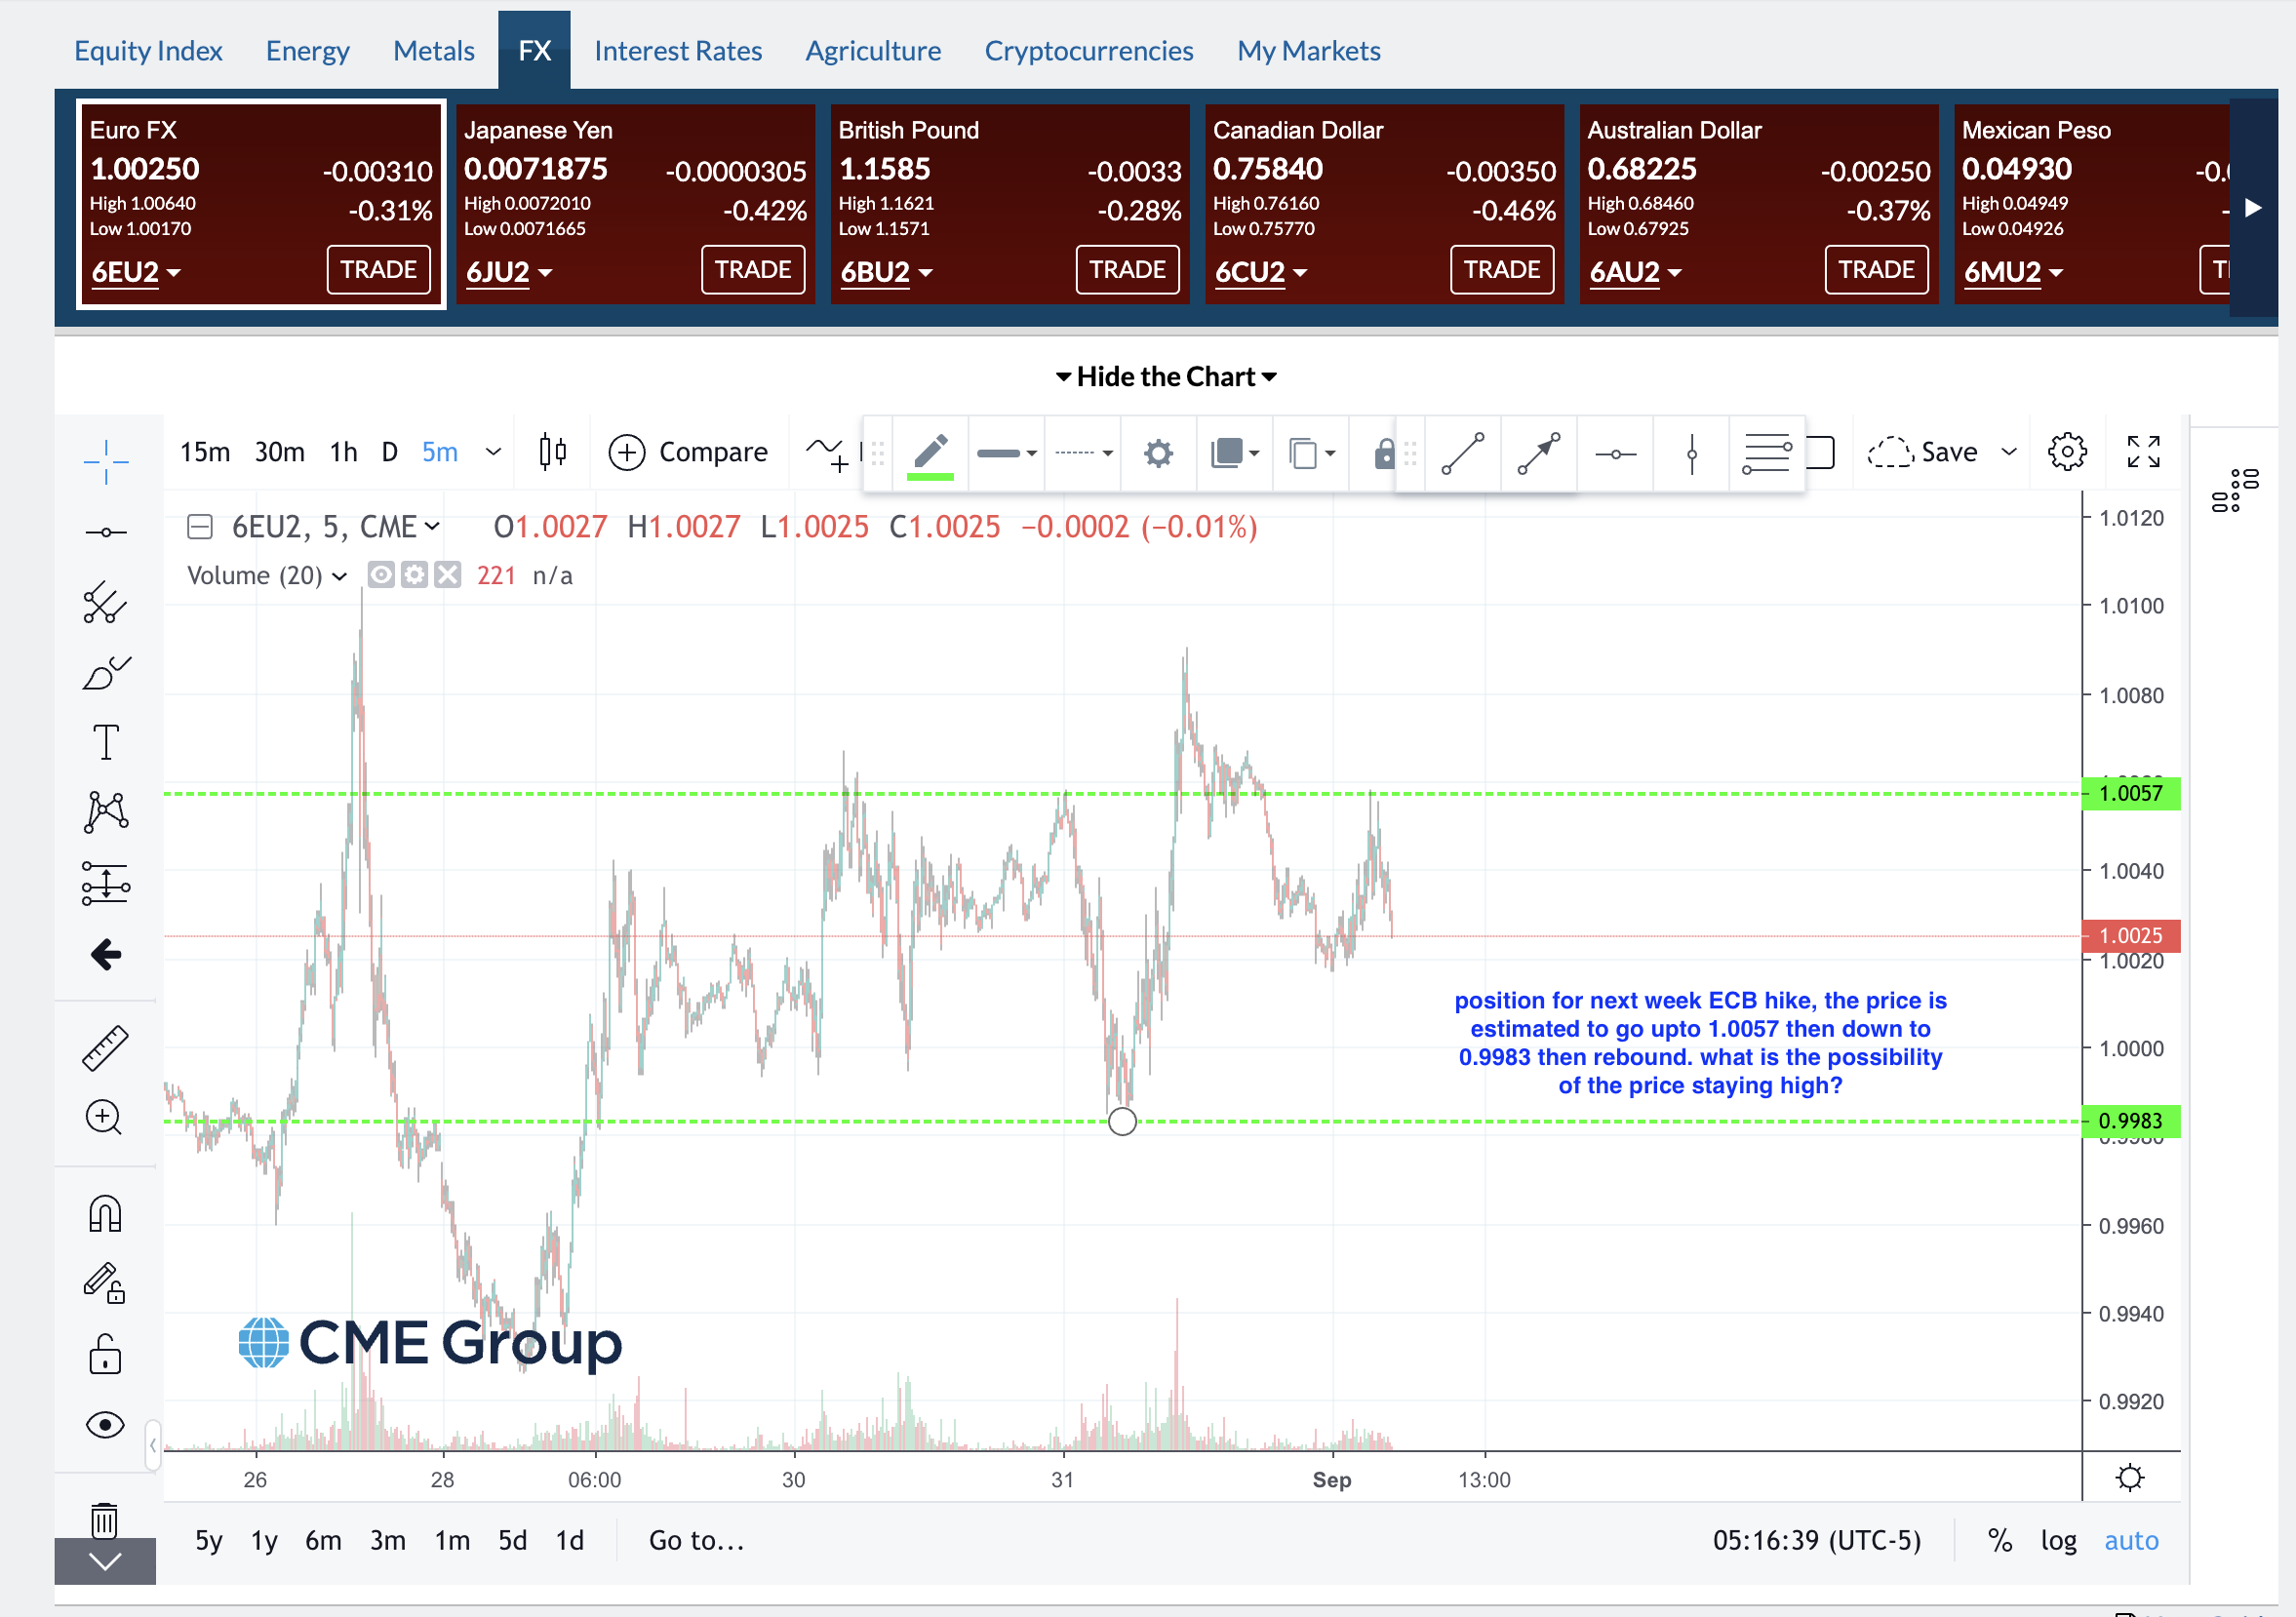 Equity Index Energy Metals FX Interest Rates Agriculture Cryptocurrencies My Markets
Euro FX
1.00250 -0.00310
High 1.00640 -0.31%
Low 1.00170
6EU2 TRADE
Japanese Yen
0.0071875 -0.0000305
High 0.0072010 -0.42%
Low 0.0071665
6JU2 TRADE
British Pound
1.1585 -0.0033
High 1.1621 -0.28%
Low 1.1571
6BU2 TRADE
Canadian Dollar
0.75840 -0.00350
High 0.76160 -0.46%
Low 0.75770
6CU2 TRADE
Australian Dollar
0.68225 -0.00250
High 0.68460 -0.37%
Low 0.67925
6AU2 TRADE
Mexican Peso
0.04930
High 0.04949
Low 0.04926
6MU2
Hide the Chart
15m 30m 1h D 5m Compare Save
6EU2, 5, CME O1.0027 H1.0027 L1.0025 C1.0025 −0.0002 (−0.01%)
Volume (20) 221 n/a
1.0120
1.0100
1.0080
1.0057
1.0040
1.0025
1.0020
position for next week ECB hike, the price is
estimated to go upto 1.0057 then down to
0.9983 then rebound. what is the possibility
of the price staying high?
1.0000
0.9983
0.9960
0.9940
0.9920
CME Group
26 28 06:00 30 31 Sep 13:00
5y 1y 6m 3m 1m 5d 1d Go to... 05:16:39 (UTC-5) % log auto